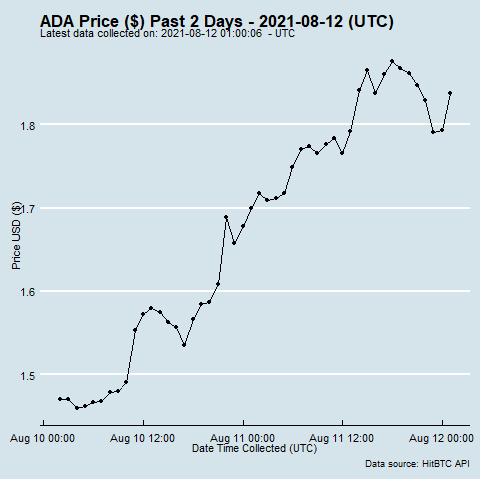 ADA Price ($) Past 2 Days - 2021-08-12 (UTC)
Latest data collected on: 2021-08-12 01:00:06  - UTC
Price USD ($)
1.8
1.7
1.6
1.5
Aug 10 00:00 Aug 10 12:00 Aug 11 00:00 Aug 11 12:00 Aug 12 00:00
Date Time Collected (UTC)
Data source: HitBTC API